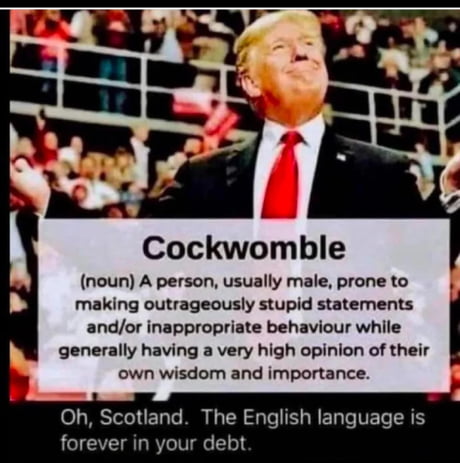 Cockwomble
(noun) A person, usually male, prone to
making outrageously stupid statements
and/or inappropriate behaviour while
generally having a very high opinion of their
own wisdom and importance.
Oh, Scotland. The English language is
forever in your debt.